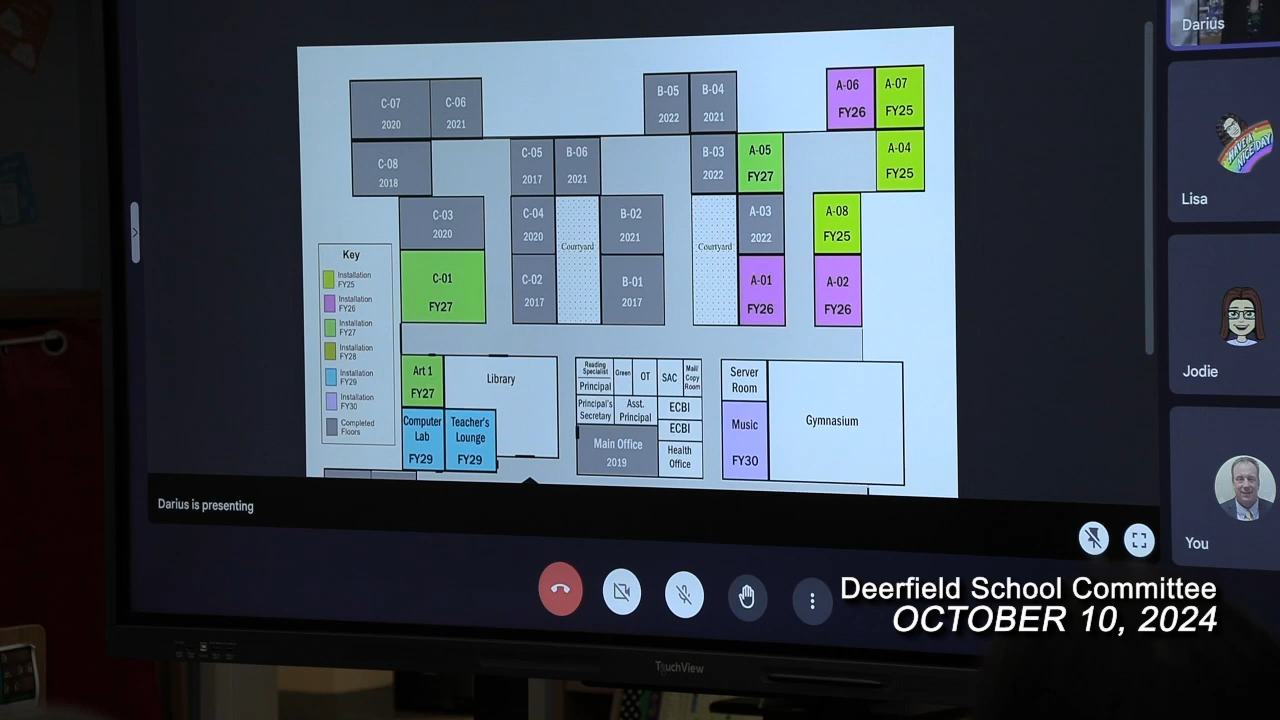 Darius
C-07
2020
C-06
2021
B-05
2022
B-04
2021
A-06
FY26
A-07
FY25
C-08
2018
C-05
2017
B-06
2021
B-03
2022
A-05
FY27
A-04
FY25
HAVE A
NICE DAY
Lisa
C-03
2020
C-04
2020
Courtyard
B-02
2021
Courtyard
A-03
2022
A-08
FY25
C-01
FY27
C-02
2017
B-01
2017
A-01
FY26
A-02
FY26
Key
Installation
FY25
Installation
FY26
Installation
FY27
Installation
FY28
Installation
FY29
Installation
FY30
Completed
Floors
Jodie
Art 1
FY27
Library
Computer
Lab
FY29
Teacher's
Lounge
FY29
Reading
Specialist
Green
OT
SAC
Mail/
Copy
Room
Principal
Principal's
Secretary
Asst.
Principal
ECBI
ECBI
Main Office
2019
Health
Office
Server
Room
Music
FY30
Gymnasium
Darius is presenting
You
Deerfield School Committee
OCTOBER 10, 2024
TouchView